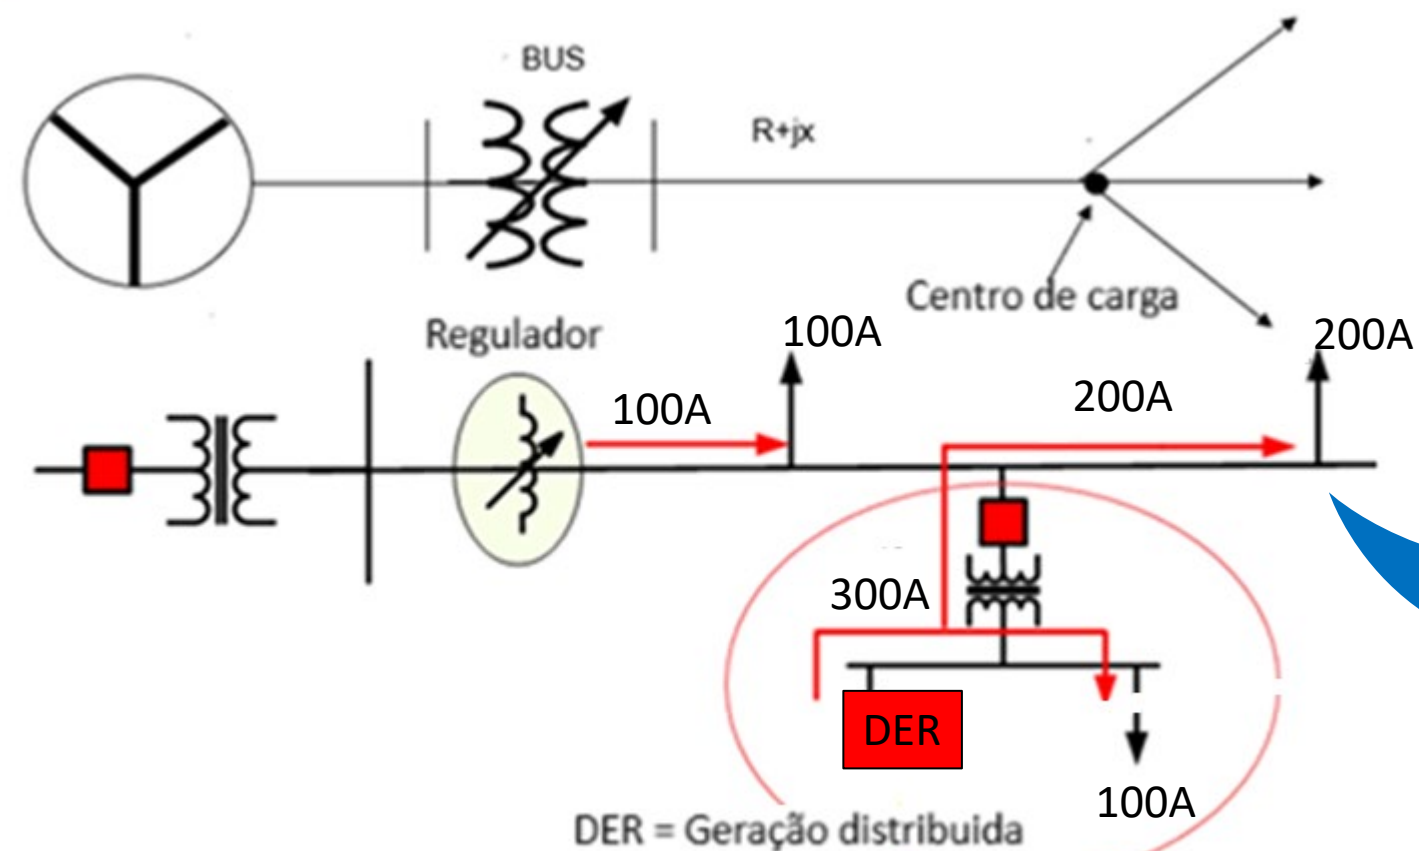 BUS
R+jx
Centro de carga
Regulador
100A
200A
100A
200A
300A
DER
100A
DER = Geração distribuida